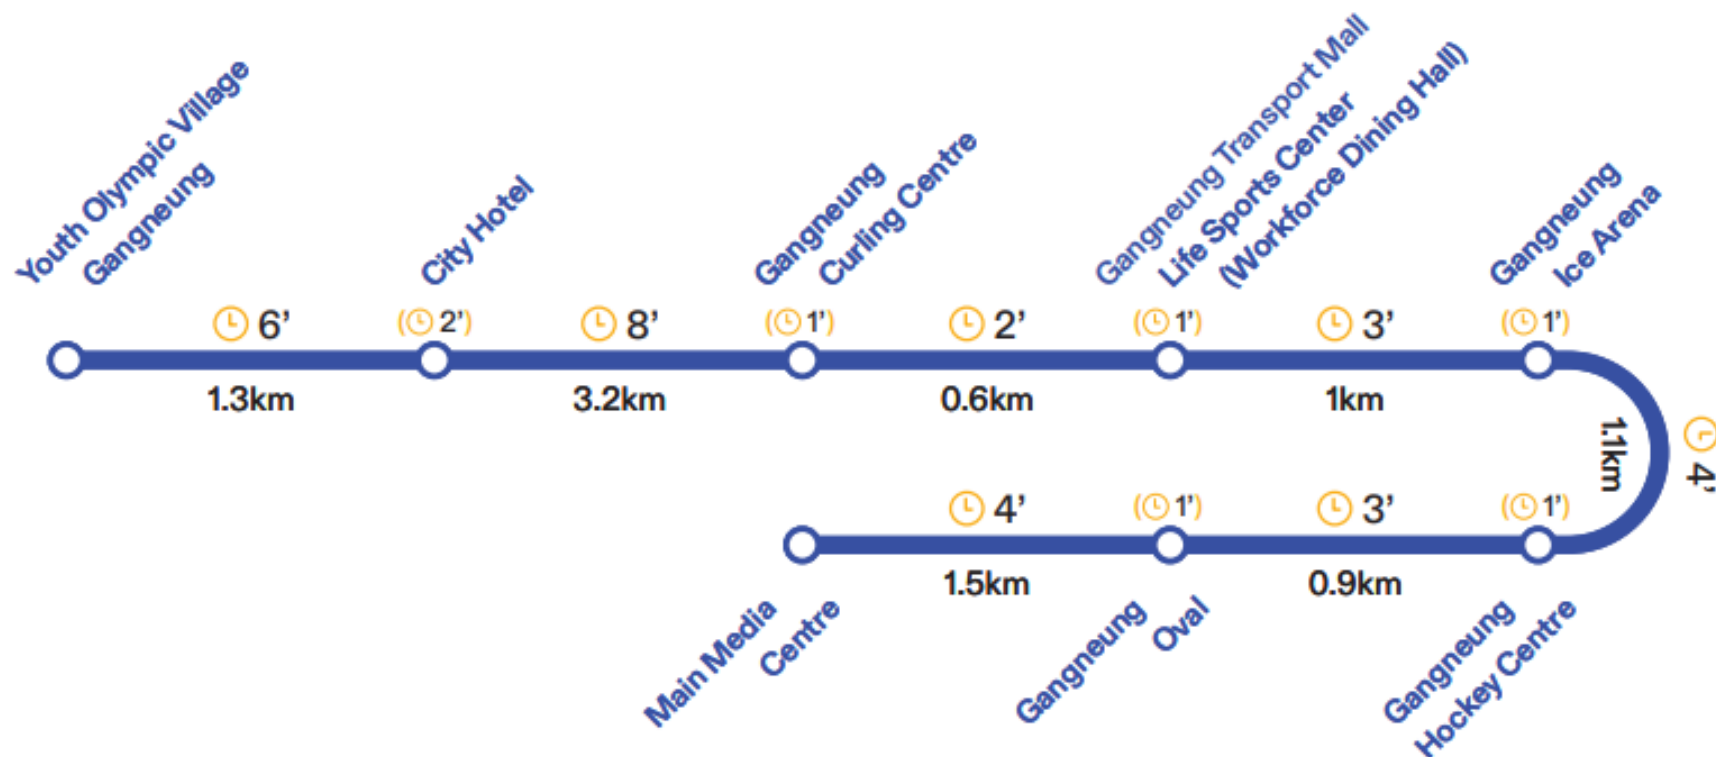 Youth Olympic Village
Gangneung
City Hotel
Gangneung
Curling Centre
Gangneung Transport Mall
Life Sports Center
(Workforce Dining Hall)
Gangneung
Ice Arena
6’
(2’)
8’
(1’)
2’
(1’)
3’
(1’)
1.3km
3.2km
0.6km
1km
1.1km
4’
4’
(1’)
3’
(1’)
1.5km
0.9km
Main Media
Centre
Gangneung
Oval
Gangneung
Hockey Centre